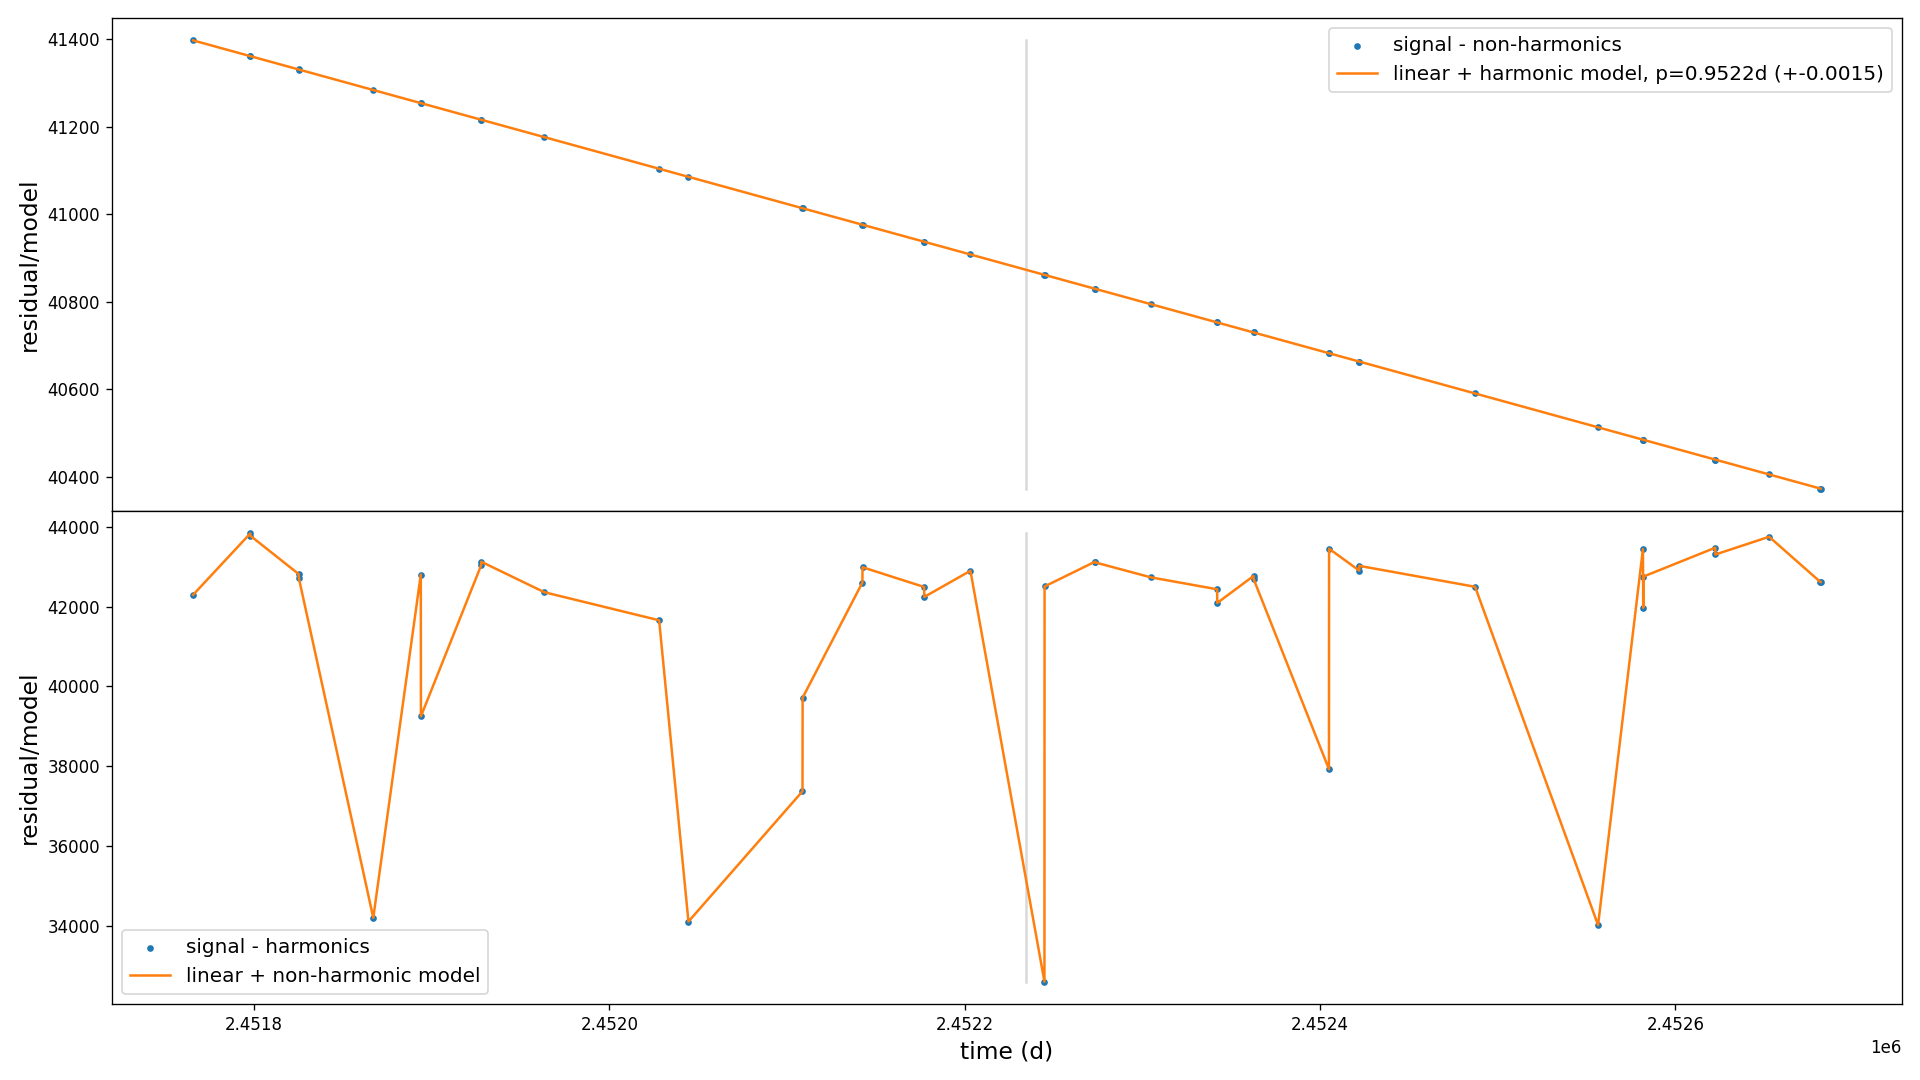 41400
41200
41000
40800
40600
40400
residual/model
signal - non-harmonics
linear + harmonic model, p=0.9522d (+-0.0015)
44000
42000
40000
38000
36000
34000
residual/model
signal - harmonics
linear + non-harmonic model
2.4518 2.4520 2.4522 2.4524 2.4526
1e6
time (d)